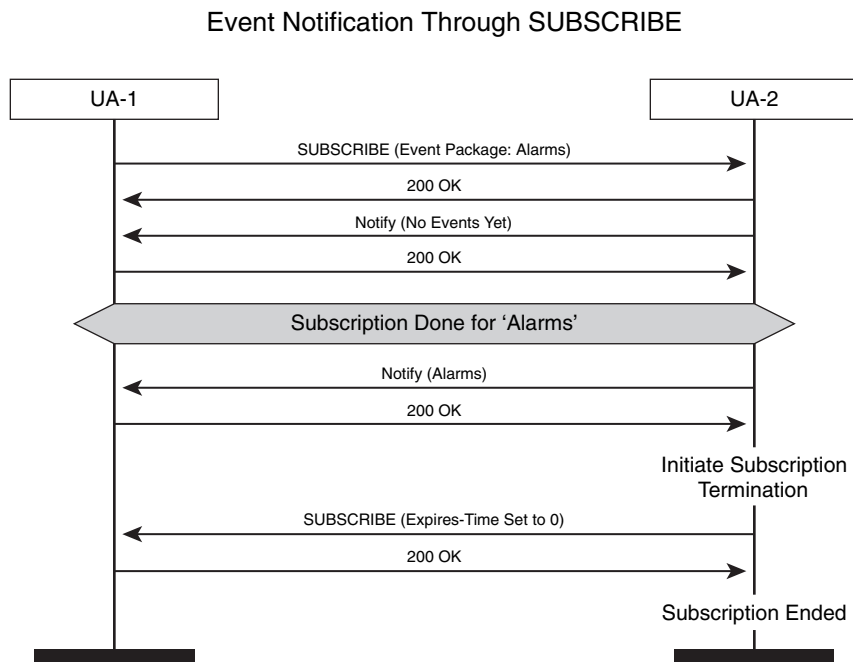 Event Notification Through SUBSCRIBE
UA-1
UA-2
SUBSCRIBE (Event Package: Alarms)
200 OK
Notify (No Events Yet)
200 OK
Subscription Done for ‘Alarms’
Notify (Alarms)
200 OK
Initiate Subscription
Termination
SUBSCRIBE (Expires-Time Set to 0)
200 OK
Subscription Ended